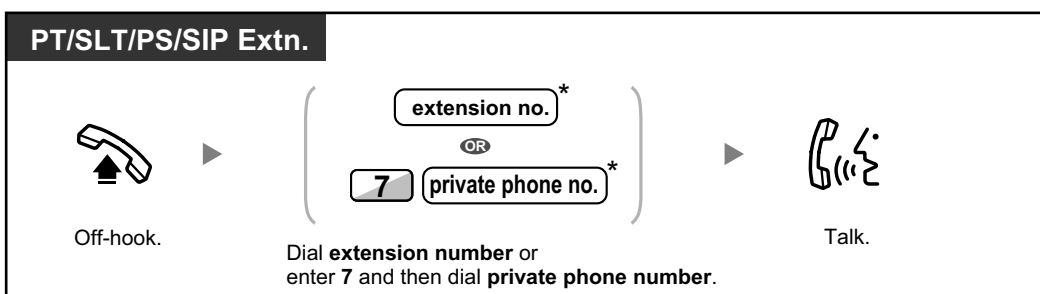 PT/SLT/PS/SIP Extn.
extension no.*
OR
7 private phone no.*
Off-hook.
Dial extension number or
enter 7 and then dial private phone number.
Talk.